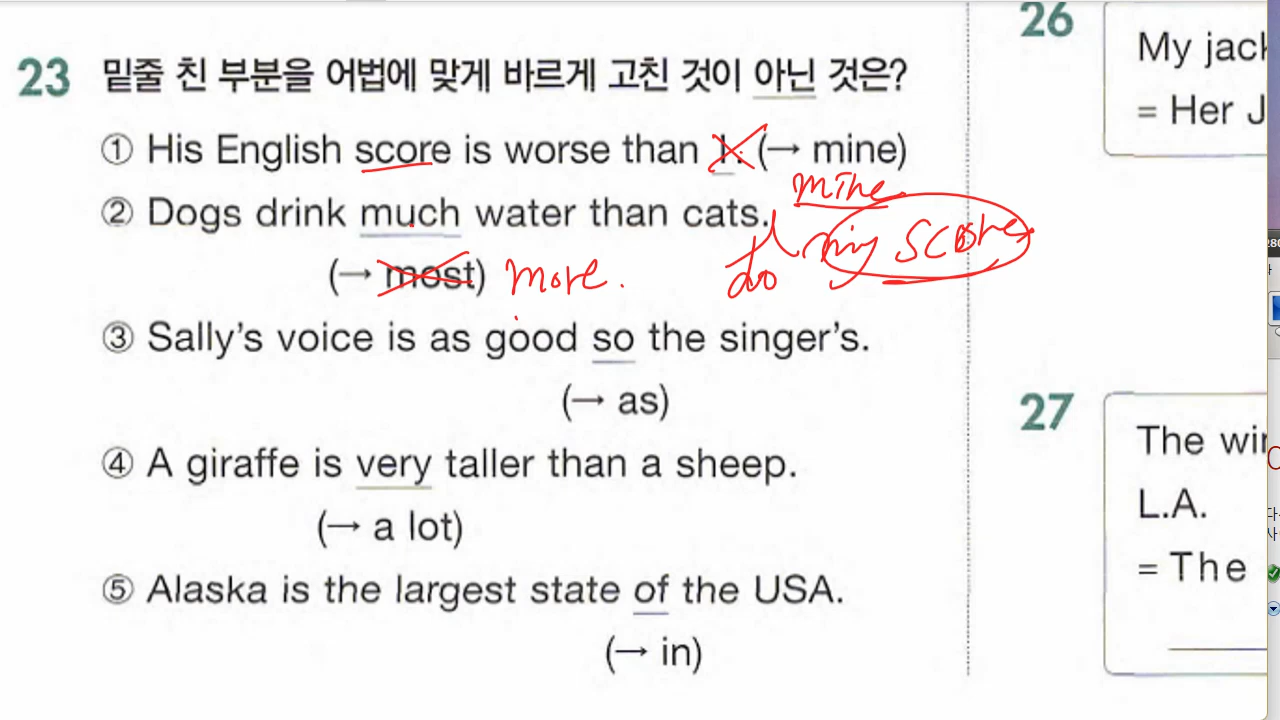 23 밑줄 친 부분을 어법에 맞게 바르게 고친 것이 아닌 것은?
① His English score is worse than I. (→ mine)
mine
② Dogs drink much water than cats.
my score
do
(→ most) more.
③ Sally's voice is as good so the singer's.
(→ as)
④ A giraffe is very taller than a sheep.
(→ a lot)
⑤ Alaska is the largest state of the USA.
(→ in)
26
My jack
= Her J
27
The wi
L.A.
= The